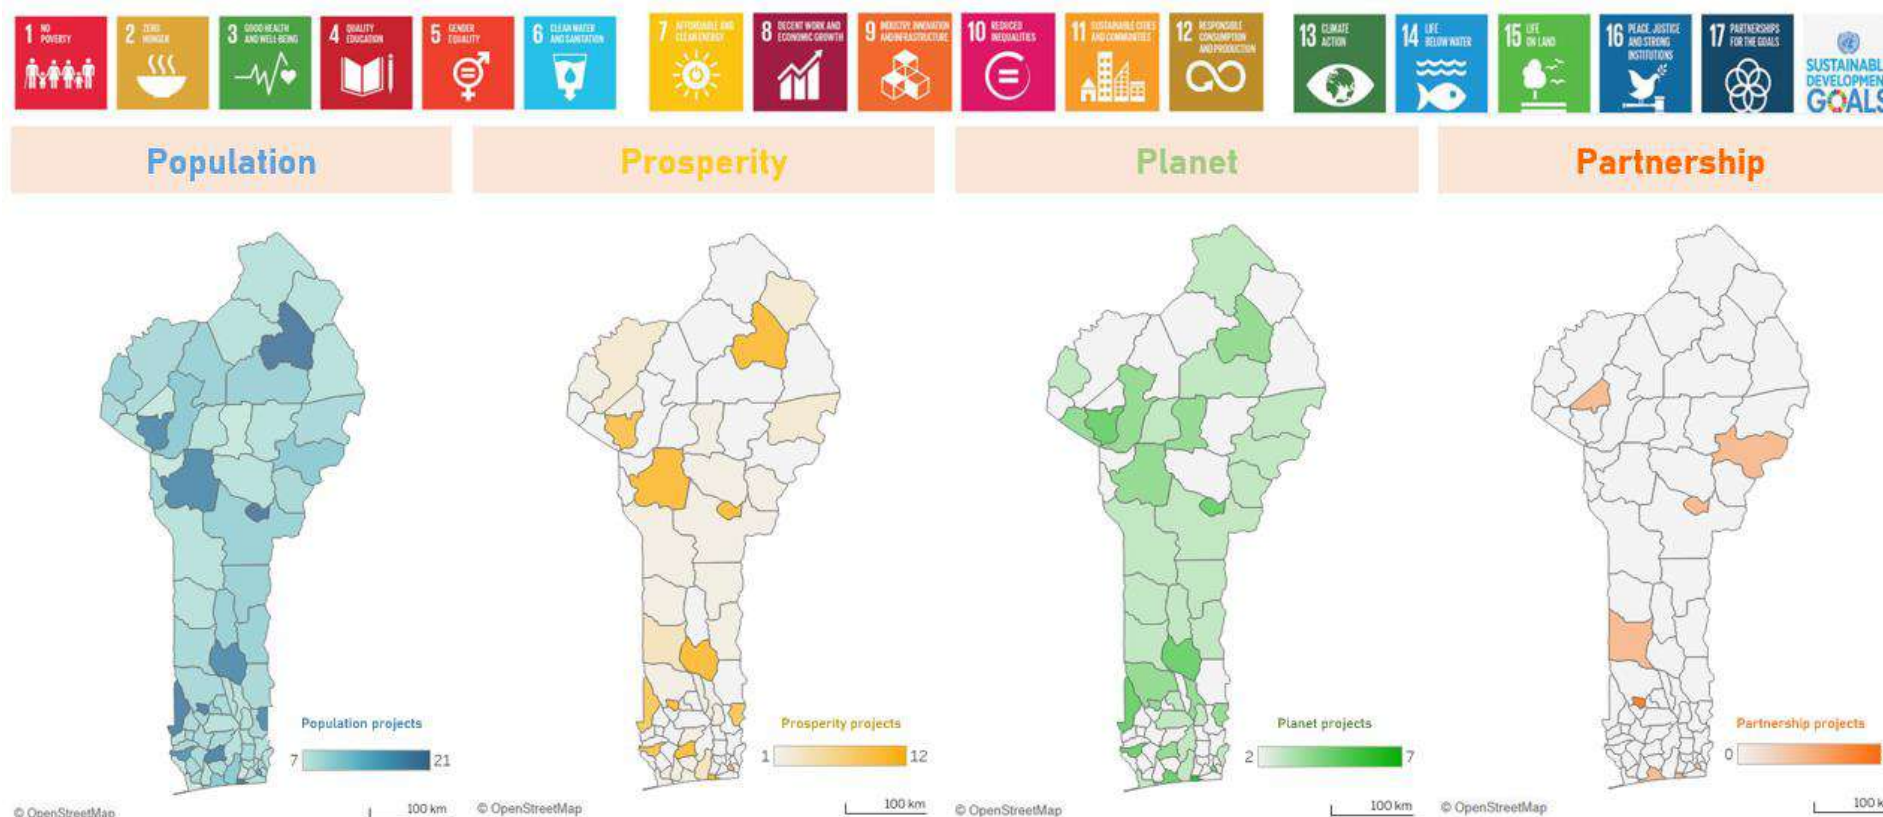 1 NO
POVERTY
2 ZERO
HUNGER
3 GOOD HEALTH
AND WELL-BEING
4 QUALITY
EDUCATION
5 GENDER
EQUALITY
6 CLEAN WATER
AND SANITATION
7 AFFORDABLE AND
CLEAN ENERGY
8 DECENT WORK AND
ECONOMIC GROWTH
9 INDUSTRY, INNOVATION
AND INFRASTRUCTURE
10 REDUCED
INEQUALITIES
11 SUSTAINABLE CITIES
AND COMMUNITIES
12 RESPONSIBLE
CONSUMPTION
AND PRODUCTION
13 CLIMATE
ACTION
14 LIFE
BELOW WATER
15 LIFE
ON LAND
16 PEACE, JUSTICE
AND STRONG
INSTITUTIONS
17 PARTNERSHIPS
FOR THE GOALS
SUSTAINABL
DEVELOPMEN
GOALS
Population
Prosperity
Planet
Partnership
Population projects
7 21
© OpenStreetMap
100 km
Prosperity projects
1 12
© OpenStreetMap
100 km
Planet projects
2 7
© OpenStreetMap
100 km
Partnership projects
0
© OpenStreetMap
100 k